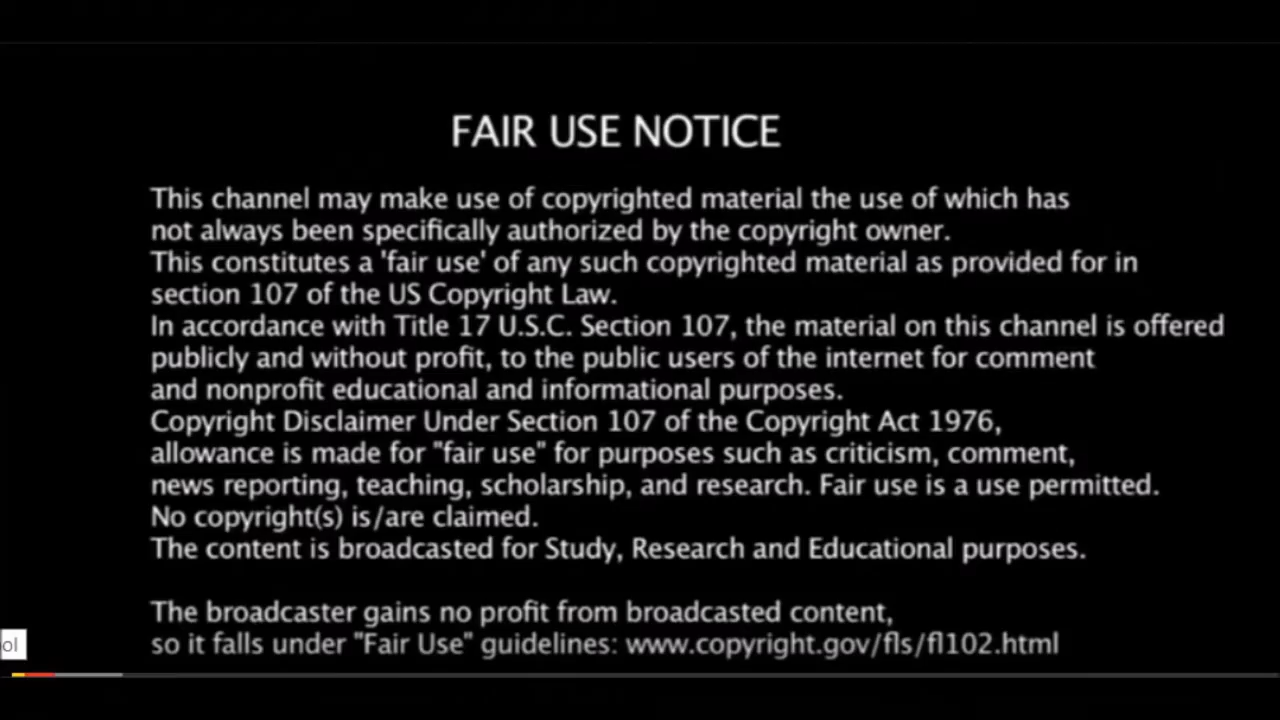 FAIR USE NOTICE
This channel may make use of copyrighted material the use of which has
not always been specifically authorized by the copyright owner.
This constitutes a 'fair use' of any such copyrighted material as provided for in
section 107 of the US Copyright Law.
In accordance with Title 17 U.S.C. Section 107, the material on this channel is offered
publicly and without profit, to the public users of the internet for comment
and nonprofit educational and informational purposes.
Copyright Disclaimer Under Section 107 of the Copyright Act 1976,
allowance is made for "fair use" for purposes such as criticism, comment,
news reporting, teaching, scholarship, and research. Fair use is a use permitted.
No copyright(s) is/are claimed.
The content is broadcasted for Study, Research and Educational purposes.
The broadcaster gains no profit from broadcasted content,
so it falls under "Fair Use" guidelines: www.copyright.gov/fls/fl102.html
ol